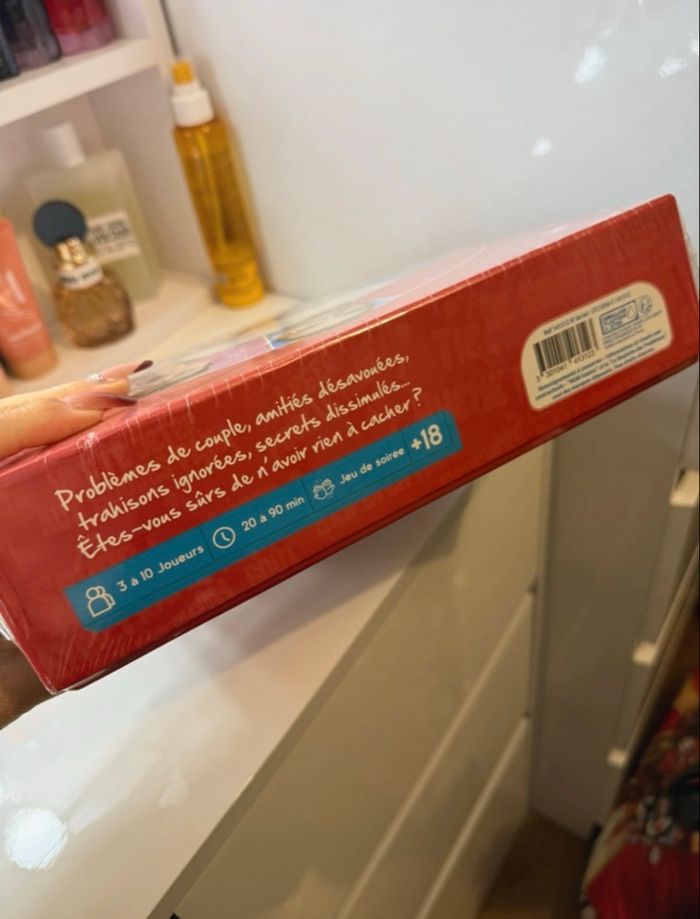 Problèmes de couple, amitiés désavouées,
trahisons ignorées, secrets dissimulés...
Êtes-vous sûrs de n'avoir rien à cacher ?
3 à 10 Joueurs
20 à 90 min
Jeu de soirée
+18